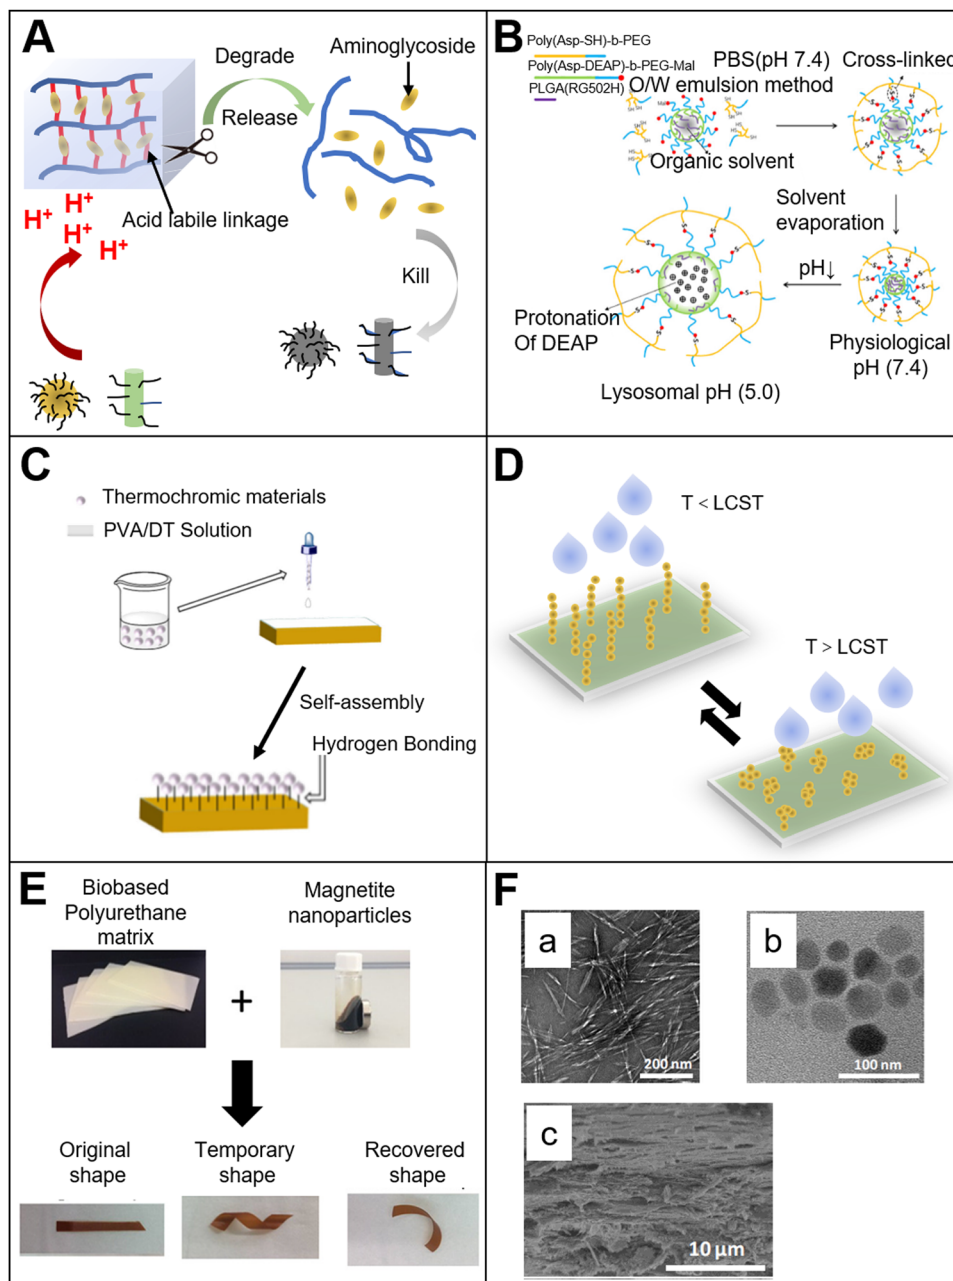 A
Degrade
Release
Aminoglycoside
Acid labile linkage
H+
H+
H+
H+
Kill
B
Poly(Asp-SH)-b-PEG
Poly(Asp-DEAP)-b-PEG-Mal
PLGA(RG502H)
PBS(pH 7.4)
O/W emulsion method
Cross-linked
Organic solvent
Solvent
evaporation
pH↓
Protonation
Of DEAP
Physiological
pH (7.4)
Lysosomal pH (5.0)
C
Thermochromic materials
PVA/DT Solution
Self-assembly
Hydrogen Bonding
D
T < LCST
T > LCST
E
Biobased
Polyurethane
matrix
+
Magnetite
nanoparticles
Original
shape
Temporary
shape
Recovered
shape
F
a
200 nm
b
100 nm
c
10 μm